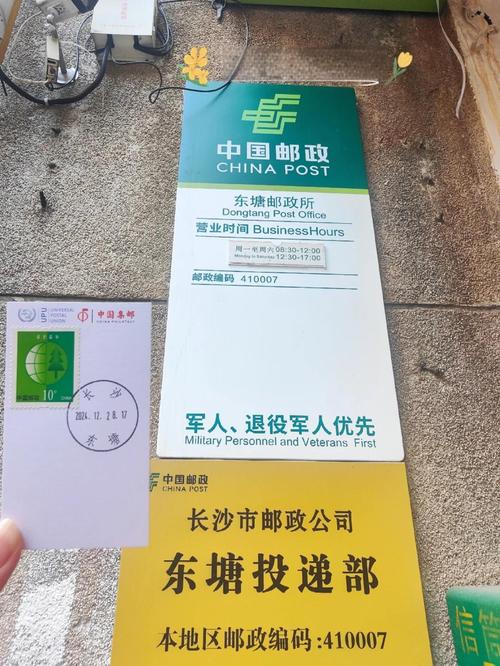 中国邮政
CHINA POST
东塘邮政所
Dongtang Post Office
营业时间 BusinessHours
周一至周六 08:30-12:00
Monday to Saturday 12:30-17:00
邮政编码 410007
军人、退役军人优先
Military Personnel and Veterans First
UPU
UNIVERSAL
POSTAL
UNION
中国集邮
CHINA PHILATELY
10分
中国邮政
CHINA
长沙
2024.12.28.17
东塘
中国邮政
CHINA POST
长沙市邮政公司
东塘投递部
本地区邮政编码:410007